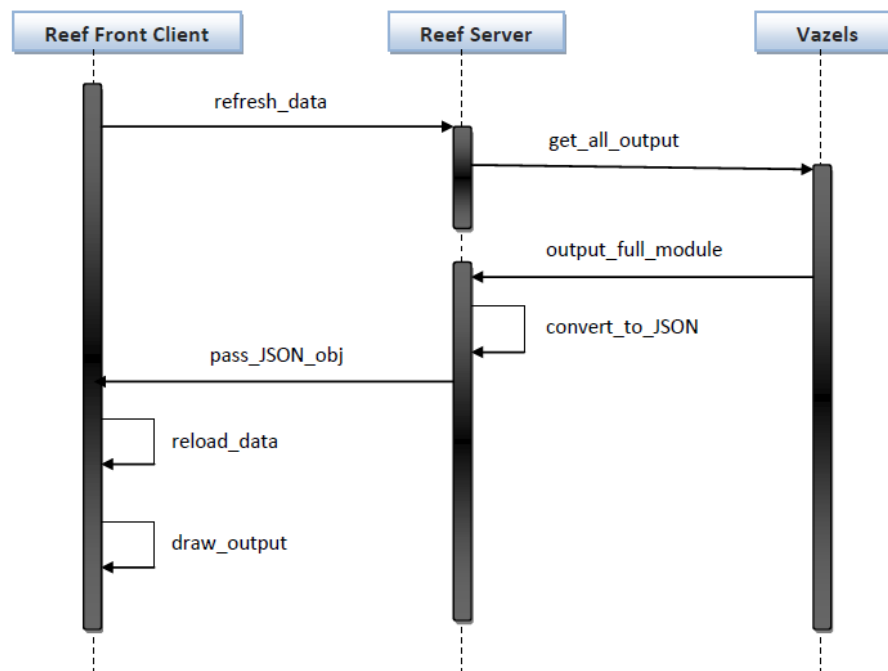 Reef Front Client
Reef Server
Vazels
refresh_data
get_all_output
output_full_module
convert_to_JSON
pass_JSON_obj
reload_data
draw_output